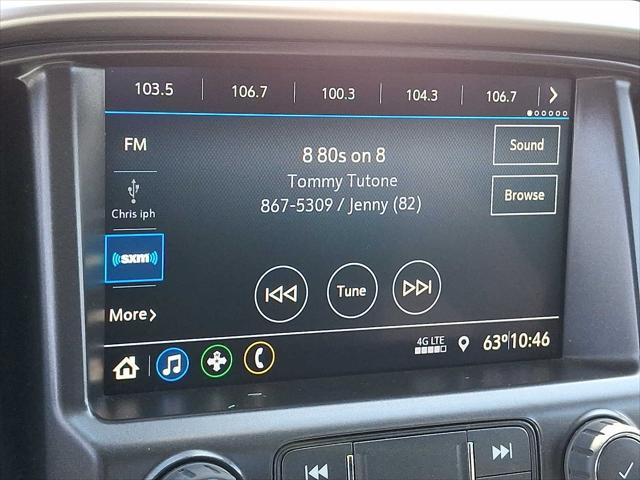 103.5 106.7 100.3 104.3 106.7
FM
8 80s on 8
Sound
Tommy Tutone
Chris iph
867-5309 / Jenny (82)
Browse
sxm
Tune
More
4G LTE
63° 10:46